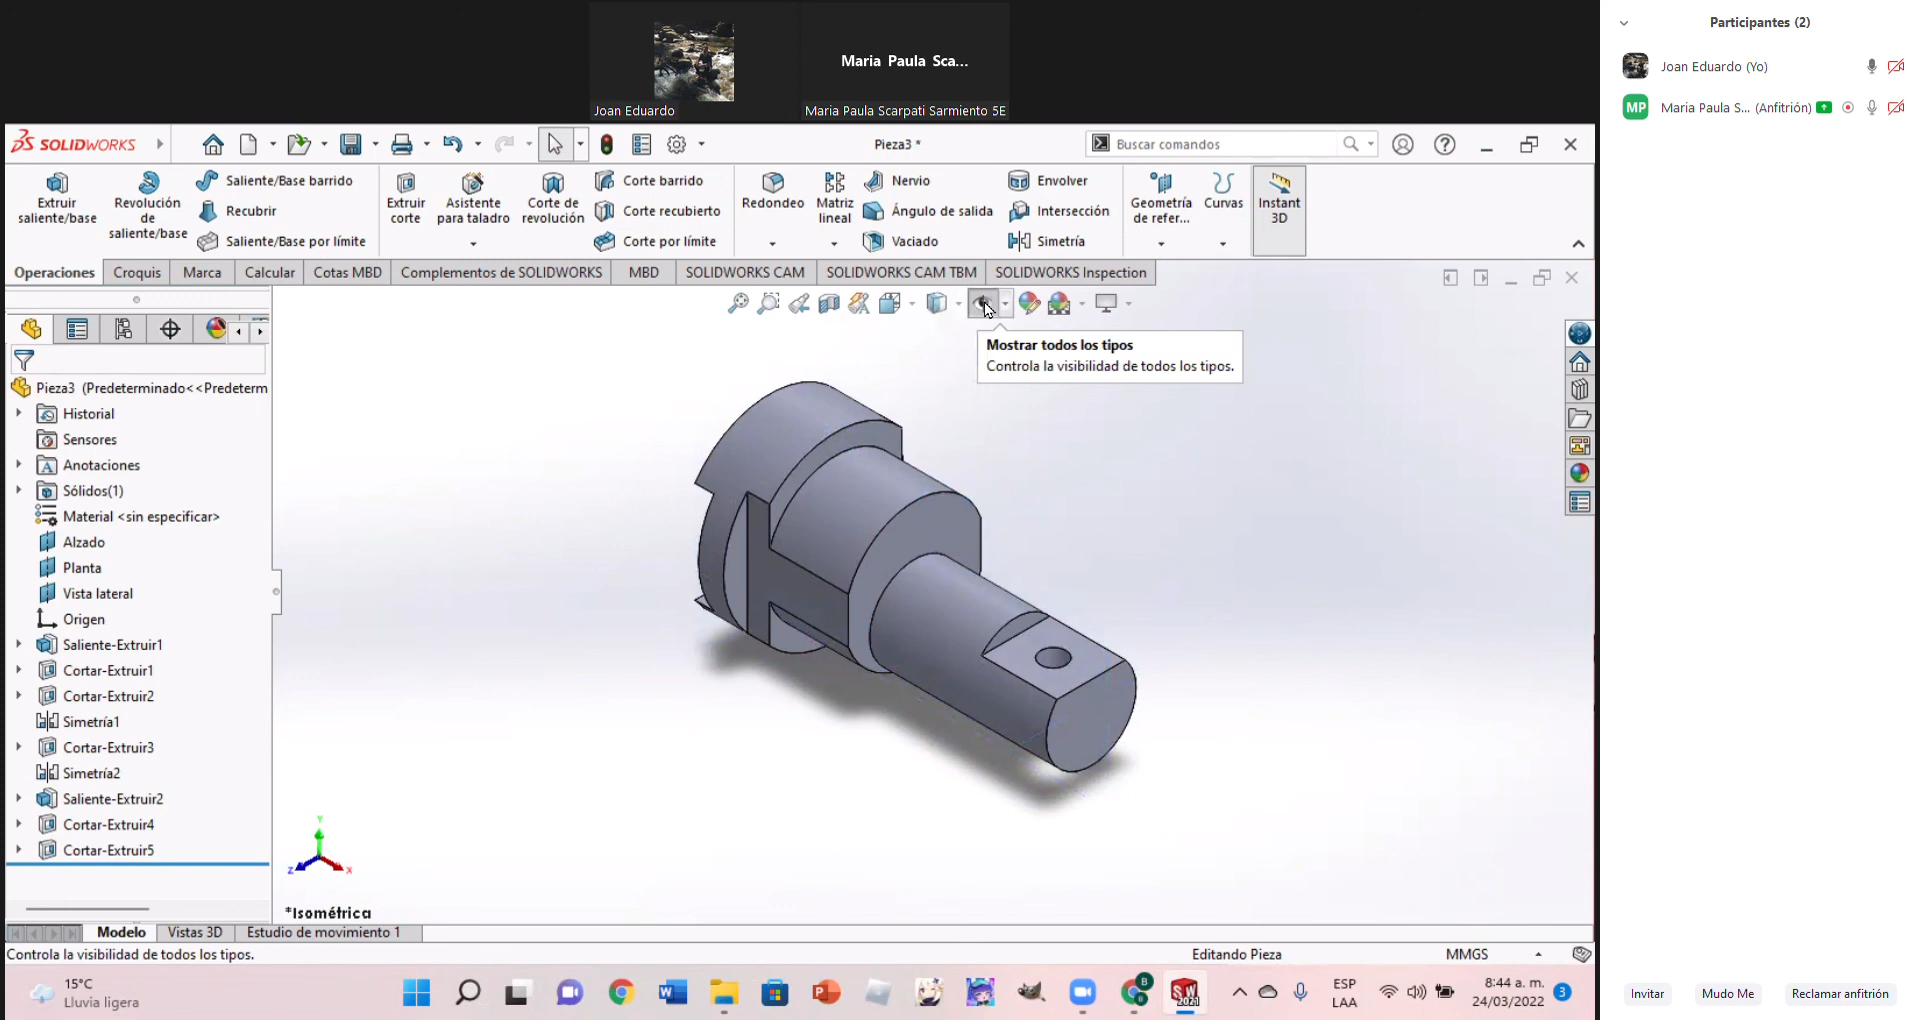 Maria Paula Sca...
Joan Eduardo
Maria Paula Scarpati Sarmiento 5E
Participantes (2)
Joan Eduardo (Yo)
MP
Maria Paula S... (Anfitrión)
SOLIDWORKS
Pieza3 *
Buscar comandos
Extruir
saliente/base
Revolución
de
saliente/base
Saliente/Base barrido
Recubrir
Saliente/Base por límite
Extruir
corte
Asistente
para taladro
Corte de
revolución
Corte barrido
Corte recubierto
Corte por límite
Redondeo
Matriz
lineal
Nervio
Ángulo de salida
Vaciado
Envolver
Intersección
Simetría
Geometría
de refer...
Curvas
Instant
3D
Operaciones
Croquis
Marca
Calcular
Cotas MBD
Complementos de SOLIDWORKS
MBD
SOLIDWORKS CAM
SOLIDWORKS CAM TBM
SOLIDWORKS Inspection
Mostrar todos los tipos
Controla la visibilidad de todos los tipos.
Pieza3 (Predeterminado<<Predeterm
Historial
Sensores
Anotaciones
Sólidos(1)
Material <sin especificar>
Alzado
Planta
Vista lateral
Origen
Saliente-Extruir1
Cortar-Extruir1
Cortar-Extruir2
Simetría1
Cortar-Extruir3
Simetría2
Saliente-Extruir2
Cortar-Extruir4
Cortar-Extruir5
Y
Z
X
*Isométrica
Modelo
Vistas 3D
Estudio de movimiento 1
Controla la visibilidad de todos los tipos.
Editando Pieza
MMGS
15°C
Lluvia ligera
ESP
LAA
8:44 a. m.
24/03/2022
3
Invitar
Mudo Me
Reclamar anfitrión